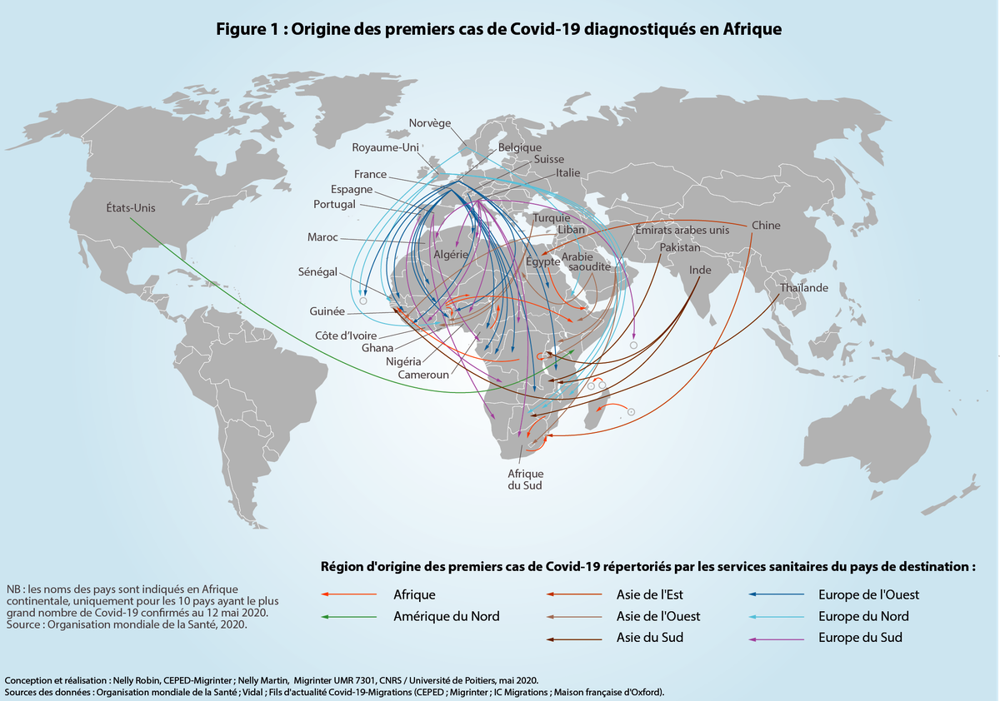 Figure 1 : Origine des premiers cas de Covid-19 diagnostiqués en Afrique
Norvège
Royaume-Uni
Belgique
Suisse
France
Italie
Espagne
Portugal
États-Unis
Turquie
Liban
Émirats arabes unis
Chine
Maroc
Algérie
Égypte
Arabie
saoudite
Pakistan
Sénégal
Inde
Thaïlande
Guinée
Côte d'Ivoire
Ghana
Nigéria
Cameroun
Afrique
du Sud
Région d'origine des premiers cas de Covid-19 répertoriés par les services sanitaires du pays de destination :
Afrique
Asie de l'Est
Europe de l'Ouest
Amérique du Nord
Asie de l'Ouest
Europe du Nord
Asie du Sud
Europe du Sud
NB : les noms des pays sont indiqués en Afrique
continentale, uniquement pour les 10 pays ayant le plus
grand nombre de Covid-19 confirmés au 12 mai 2020.
Source : Organisation mondiale de la Santé, 2020.
Conception et réalisation : Nelly Robin, CEPED-Migrinter ; Nelly Martin, Migrinter UMR 7301, CNRS / Université de Poitiers, mai 2020.
Sources des données : Organisation mondiale de la Santé ; Vidal ; Fils d'actualité Covid-19-Migrations (CEPED ; Migrinter ; IC Migrations ; Maison française d'Oxford).